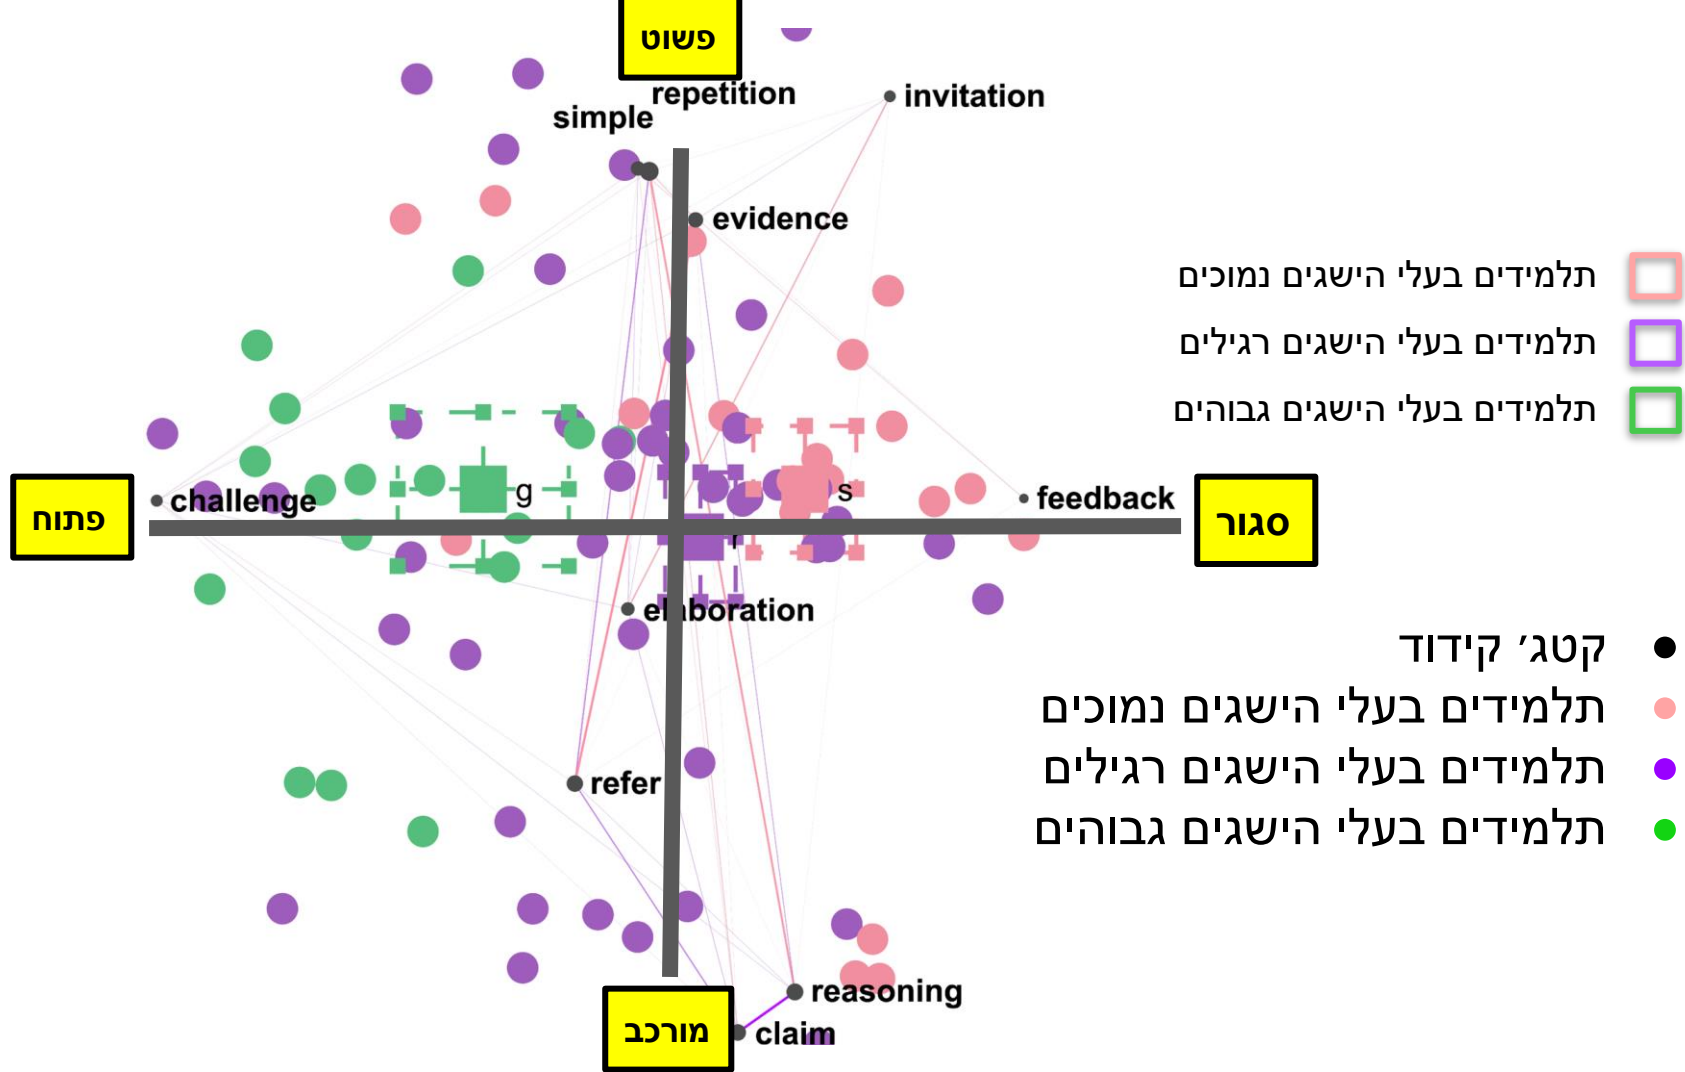 פשוט
repetition
invitation
simple
evidence
תלמידים בעלי הישגים נמוכים
תלמידים בעלי הישגים רגילים
תלמידים בעלי הישגים גבוהים
פתוח
challenge
g
s
feedback
סגור
r
elaboration
קטג׳ קידוד
תלמידים בעלי הישגים נמוכים
תלמידים בעלי הישגים רגילים
תלמידים בעלי הישגים גבוהים
refer
reasoning
מורכב
claim